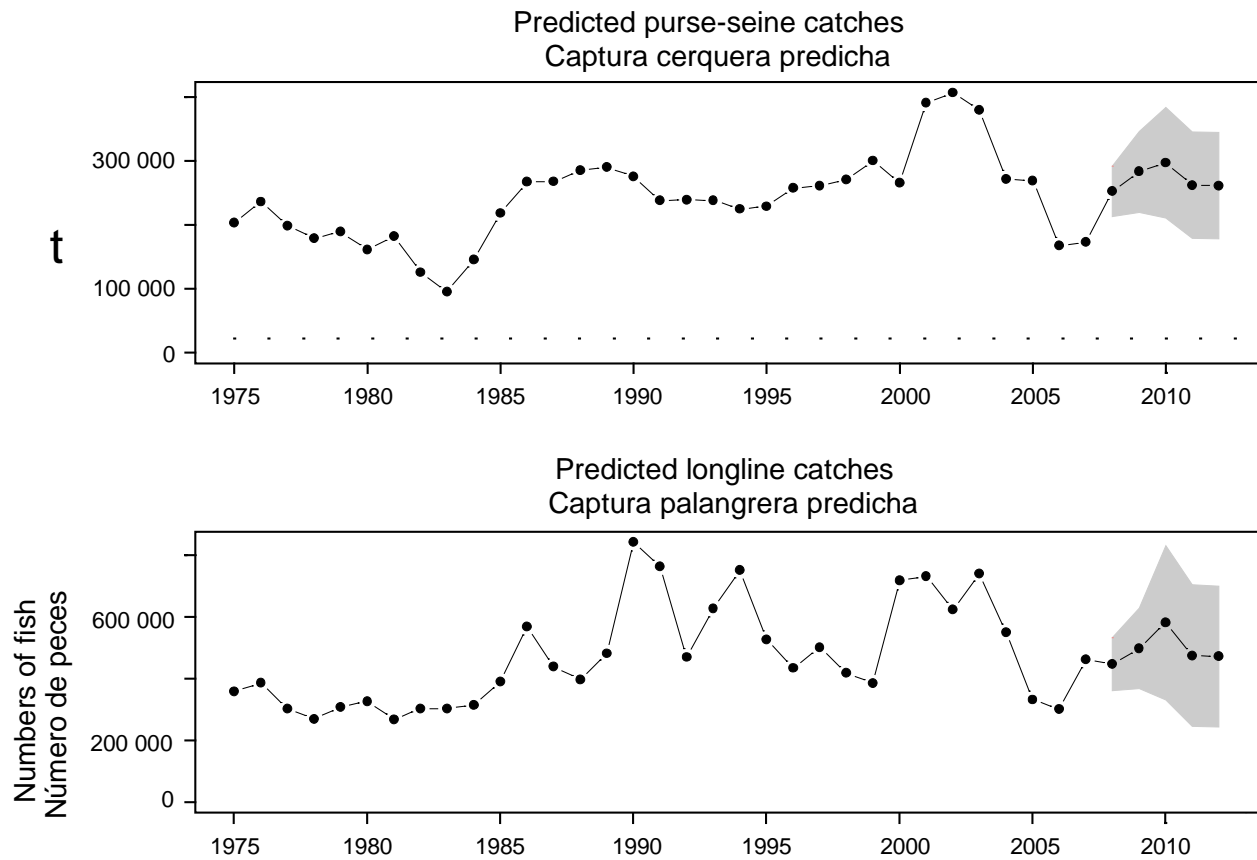 Predicted purse-seine catches
Captura cerquera predicha
t
300 000
100 000
0
1975 1980 1985 1990 1995 2000 2005 2010
Predicted longline catches
Captura palangrera predicha
Numbers of fish
Número de peces
600 000
200 000
0
1975 1980 1985 1990 1995 2000 2005 2010